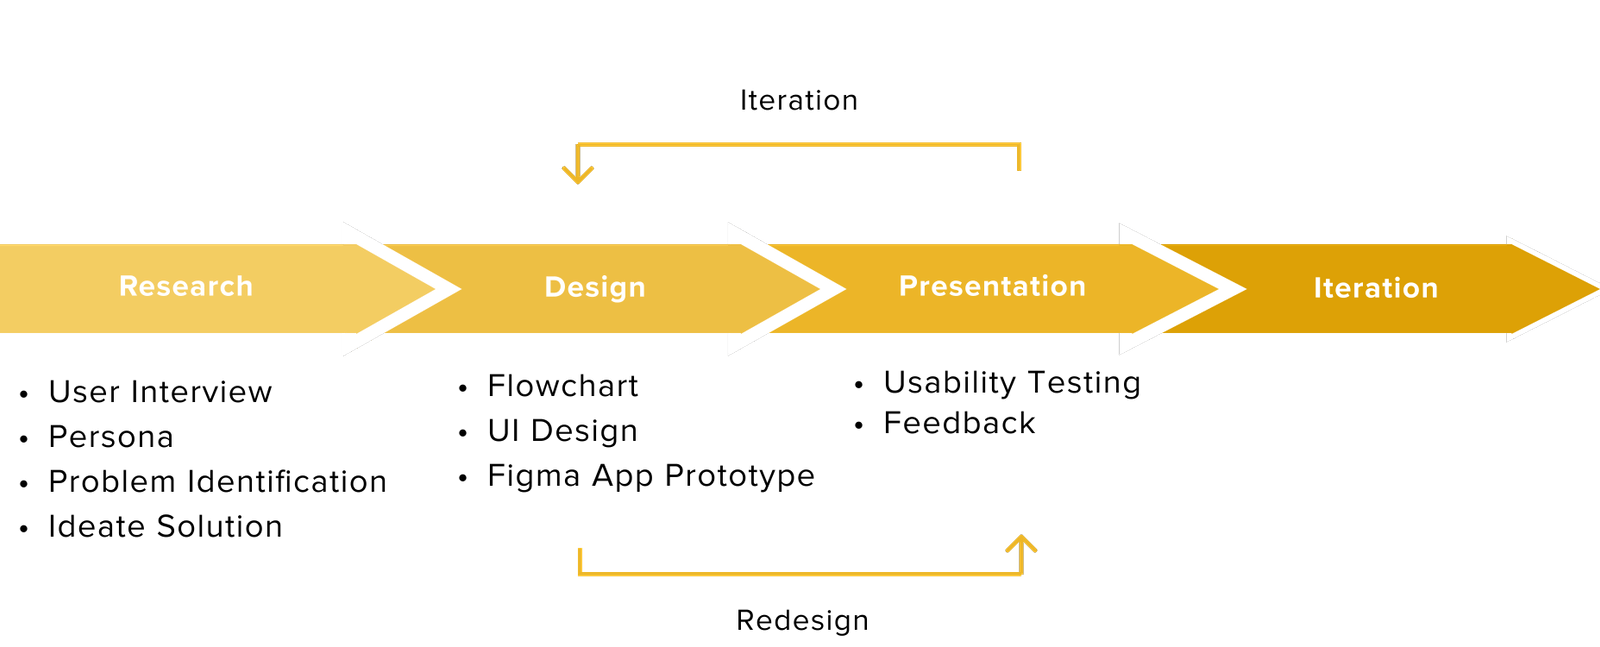 Iteration
Research
Design
Presentation
Iteration
• User Interview
• Persona
• Problem Identification
• Ideate Solution
• Flowchart
• UI Design
• Figma App Prototype
• Usability Testing
• Feedback
Redesign